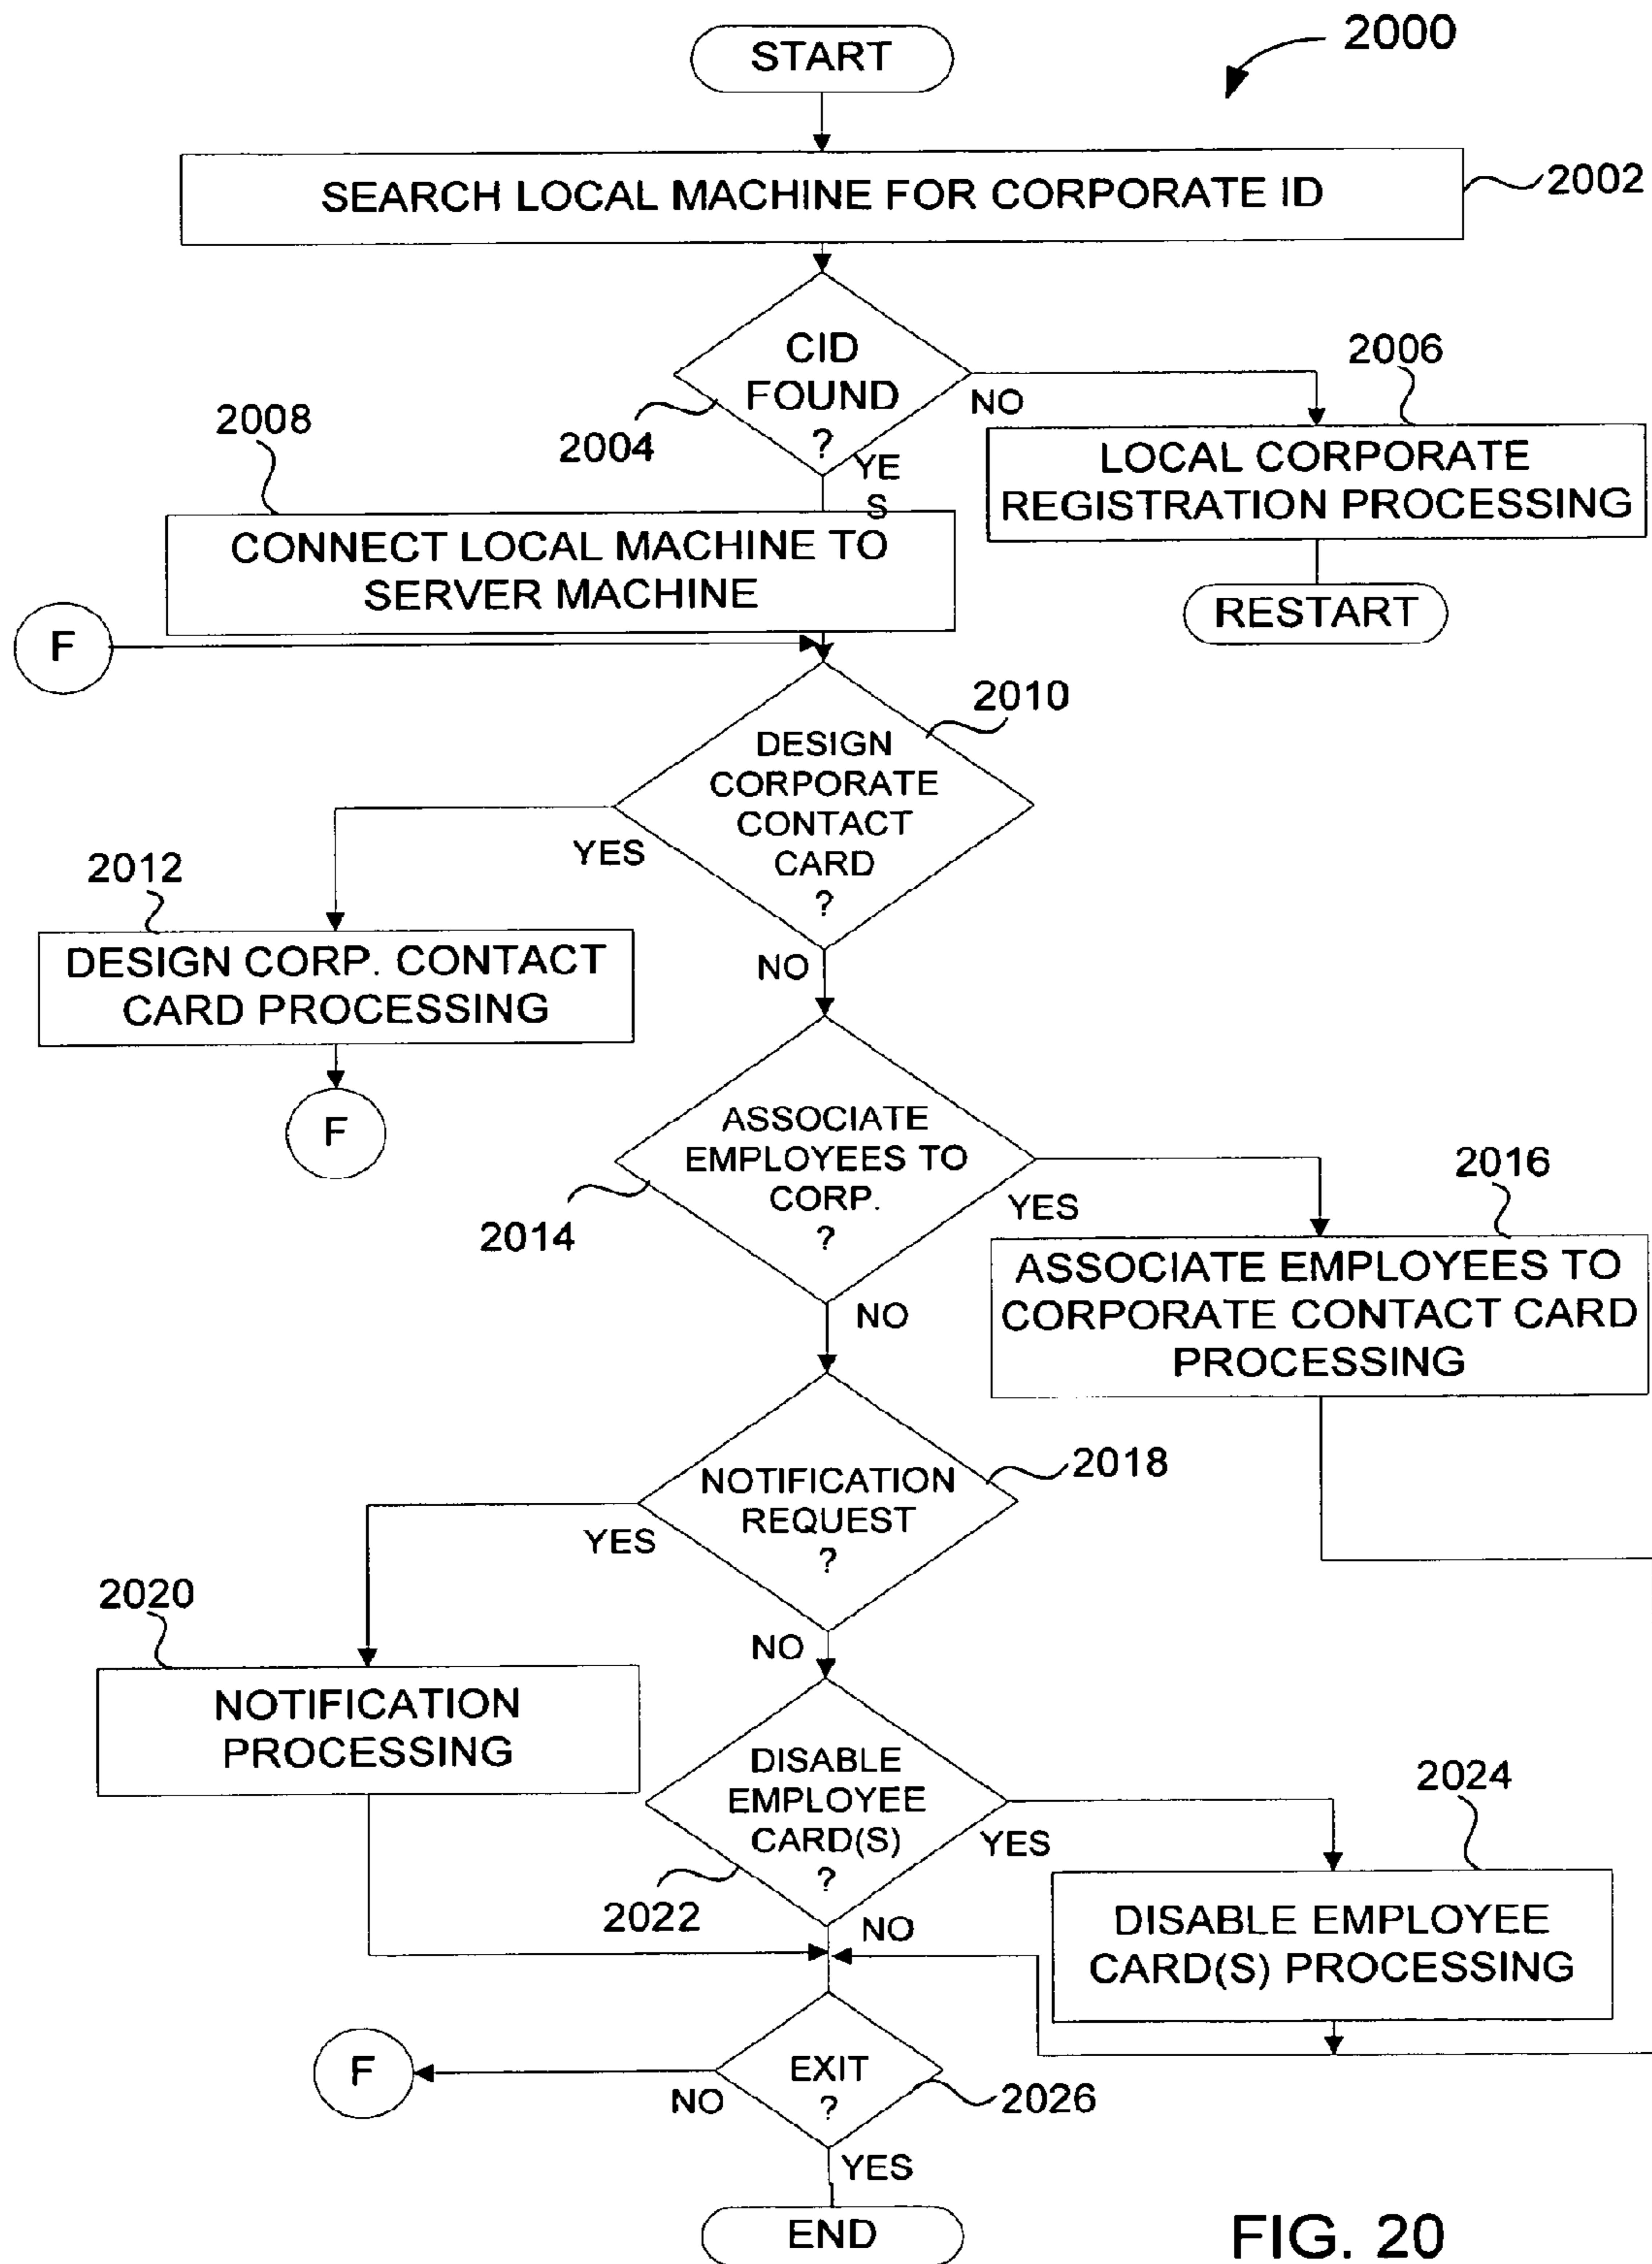 START
2000
SEARCH LOCAL MACHINE FOR CORPORATE ID
2002
CID
FOUND
?
2004
NO
YE
S
2006
LOCAL CORPORATE
REGISTRATION PROCESSING
RESTART
2008
CONNECT LOCAL MACHINE TO
SERVER MACHINE
F
2010
DESIGN
CORPORATE
CONTACT
CARD
?
YES
NO
2012
DESIGN CORP. CONTACT
CARD PROCESSING
F
ASSOCIATE
EMPLOYEES TO
CORP.
?
2014
YES
NO
2016
ASSOCIATE EMPLOYEES TO
CORPORATE CONTACT CARD
PROCESSING
NOTIFICATION
REQUEST
?
2018
YES
NO
2020
NOTIFICATION
PROCESSING
DISABLE
EMPLOYEE
CARD(S)
?
2022
YES
NO
2024
DISABLE EMPLOYEE
CARD(S) PROCESSING
F
EXIT
?
NO
2026
YES
END
FIG. 20